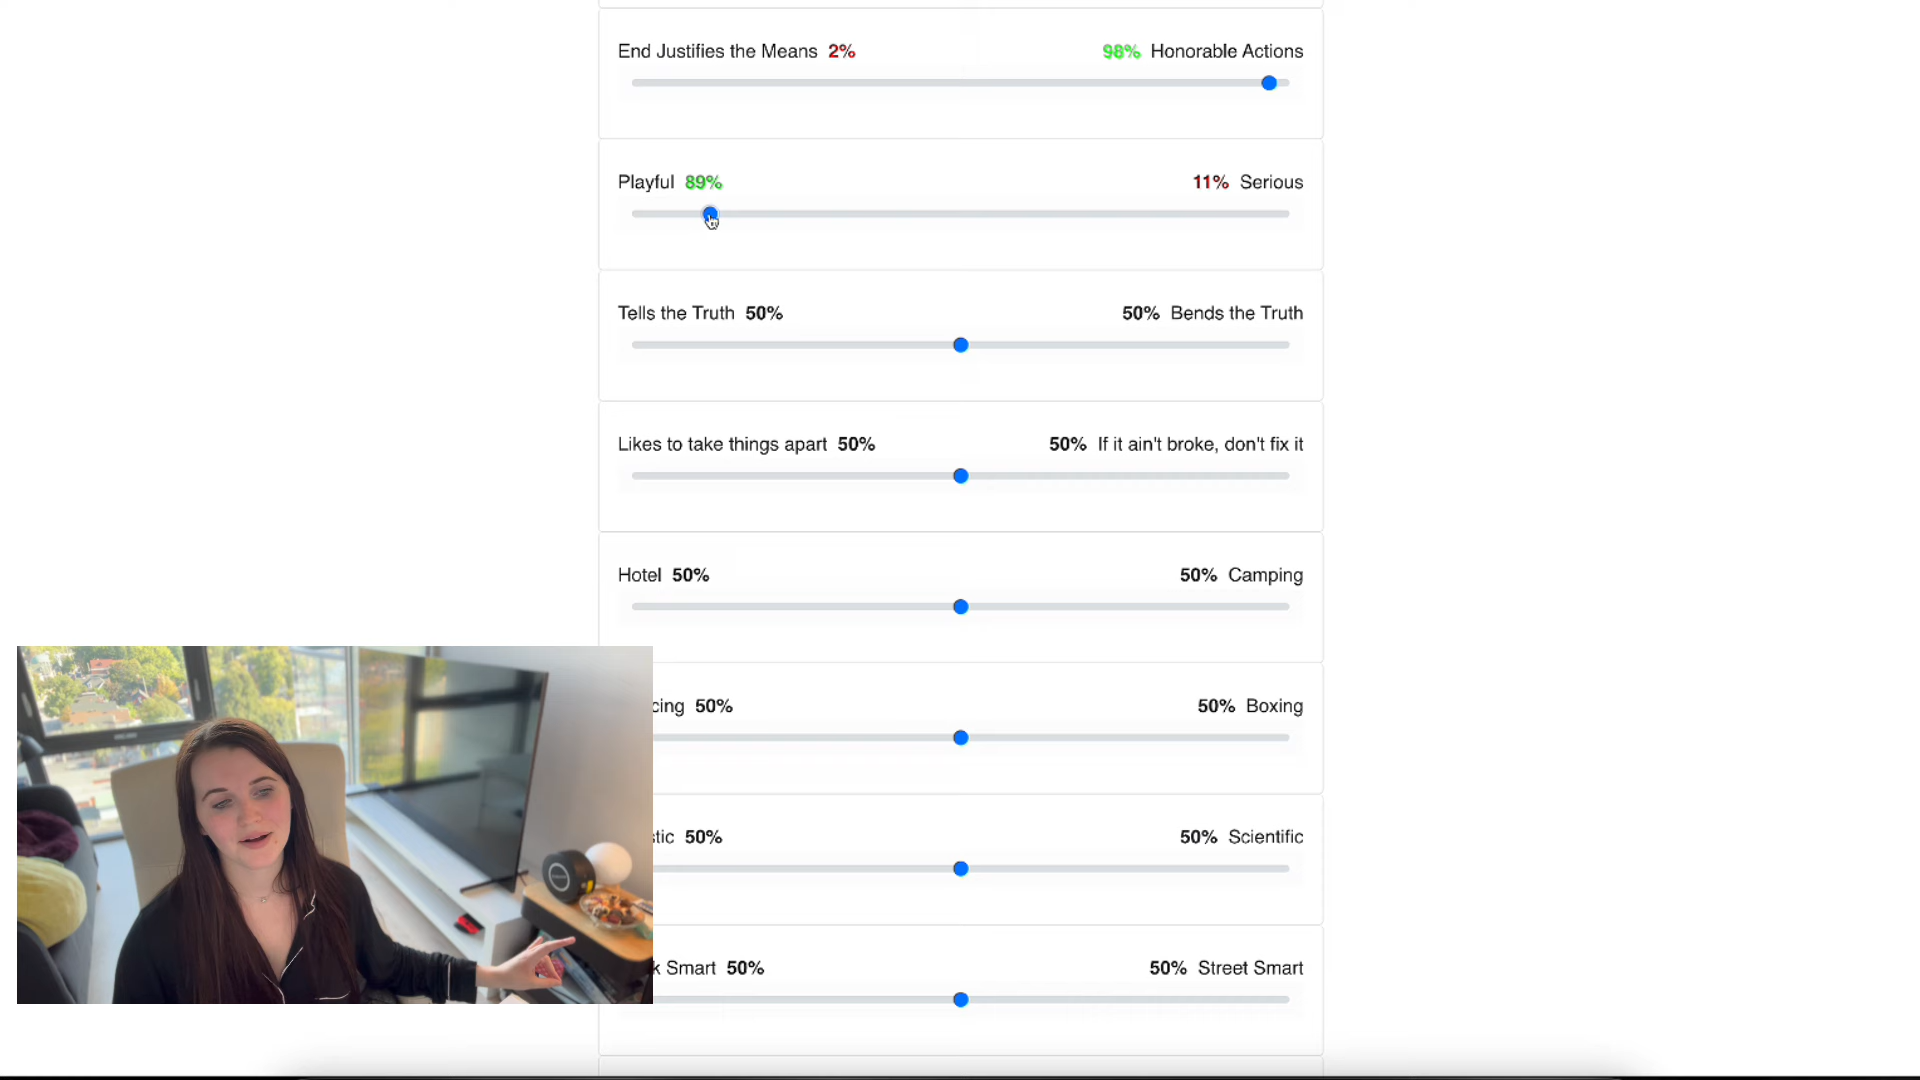 End Justifies the Means 2% 98% Honorable Actions
Playful 89% 11% Serious
Tells the Truth 50% 50% Bends the Truth
Likes to take things apart 50% 50% If it ain't broke, don't fix it
Hotel 50% 50% Camping
cing 50% 50% Boxing
stic 50% 50% Scientific
k Smart 50% 50% Street Smart